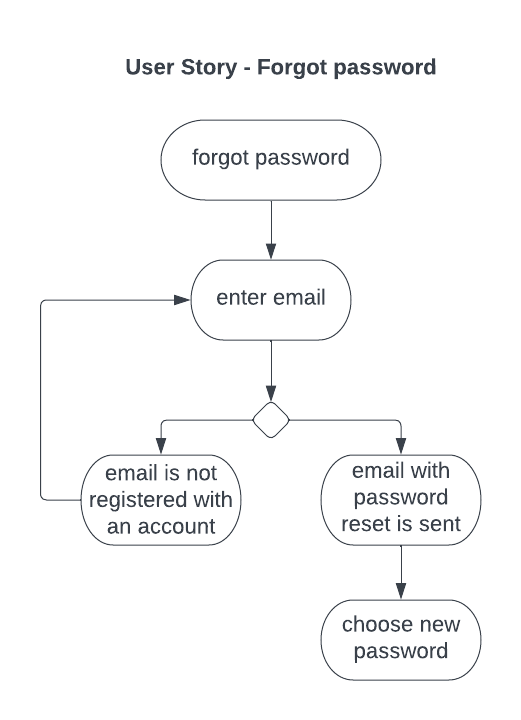 User Story - Forgot password
forgot password
enter email
email is not
registered with
an account
email with
password
reset is sent
choose new
password